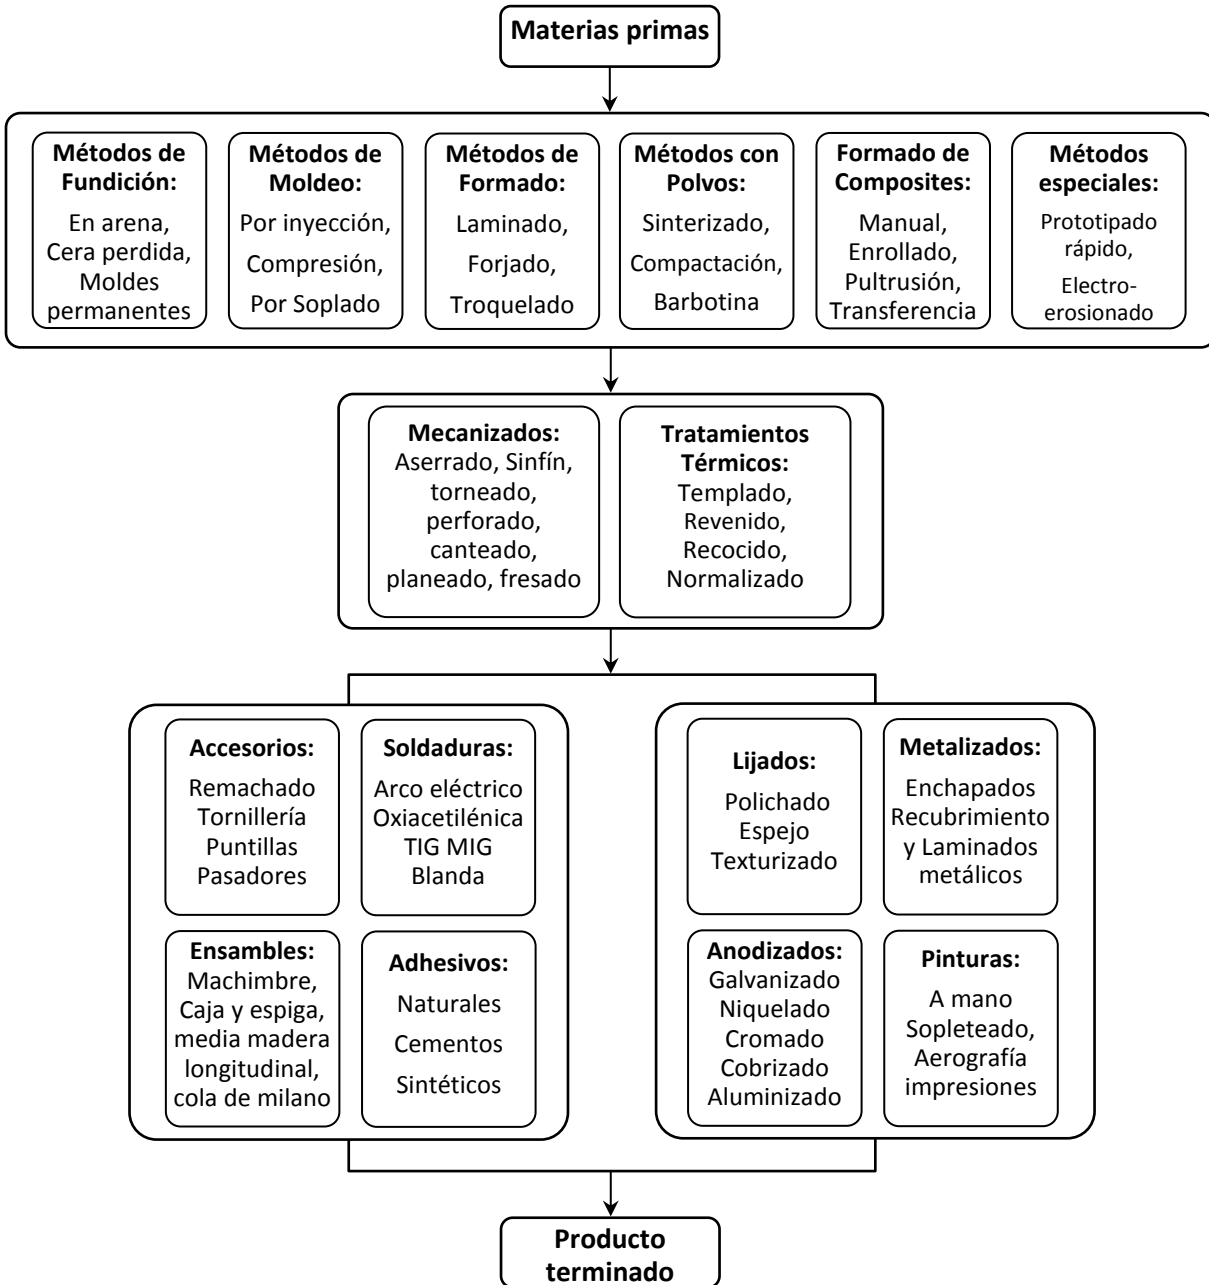 Materias primas
Métodos de
Fundición:
En arena,
Cera perdida,
Moldes
permanentes
Métodos de
Moldeo:
Por inyección,
Compresión,
Por Soplado
Métodos de
Formado:
Laminado,
Forjado,
Troquelado
Métodos con
Polvos:
Sinterizado,
Compactación,
Barbotina
Formado de
Composites:
Manual,
Enrollado,
Pultrusión,
Transferencia
Métodos
especiales:
Prototipado
rápido,
Electro-
erosionado
Mecanizados:
Aserrado, Sinfín,
torneado,
perforado,
canteado,
planeado, fresado
Tratamientos
Térmicos:
Templado,
Revenido,
Recocido,
Normalizado
Accesorios:
Remachado
Tornillería
Puntillas
Pasadores
Soldaduras:
Arco eléctrico
Oxiacetilénica
TIG MIG
Blanda
Ensambles:
Machimbre,
Caja y espiga,
media madera
longitudinal,
cola de milano
Adhesivos:
Naturales
Cementos
Sintéticos
Lijados:
Polichado
Espejo
Texturizado
Metalizados:
Enchapados
Recubrimiento
y Laminados
metálicos
Anodizados:
Galvanizado
Niquelado
Cromado
Cobrizado
Aluminizado
Pinturas:
A mano
Sopleteado,
Aerografía
impresiones
Producto
terminado